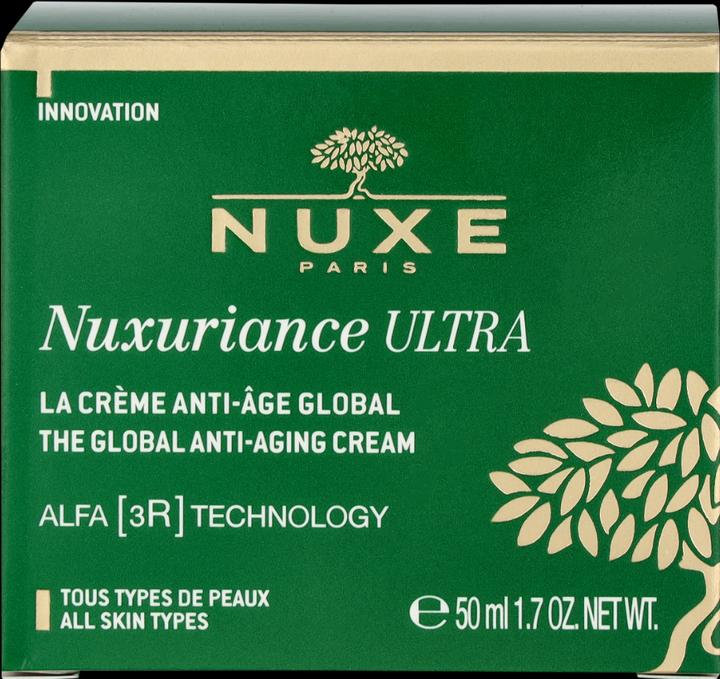 INNOVATION
NUXE
PARIS
Nuxuriance ULTRA
LA CRÈME ANTI-ÂGE GLOBAL
THE GLOBAL ANTI-AGING CREAM
ALFA [3R] TECHNOLOGY
TOUS TYPES DE PEAUX
ALL SKIN TYPES
℮ 50 ml 1.7 OZ. NET WT.